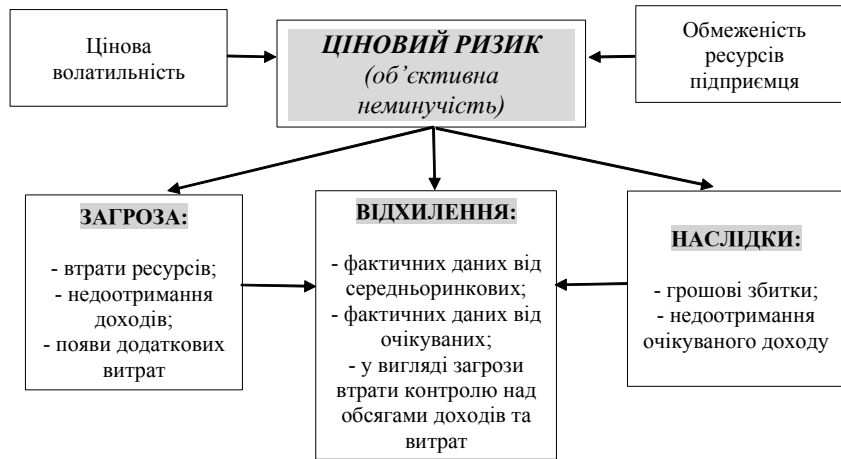 Цінова
волатильність
ЦІНОВИЙ РИЗИК
(об’єктивна
неминучість)
Обмеженість
ресурсів
підприємця
ЗАГРОЗА:
- втрати ресурсів;
- недоотримання
доходів;
- появи додаткових
витрат
ВІДХИЛЕННЯ:
- фактичних даних від
середньоринкових;
- фактичних даних від
очікуваних;
- у вигляді загрози
втрати контролю над
обсягами доходів та
витрат
НАСЛІДКИ:
- грошові збитки;
- недоотримання
очікуваного доходу